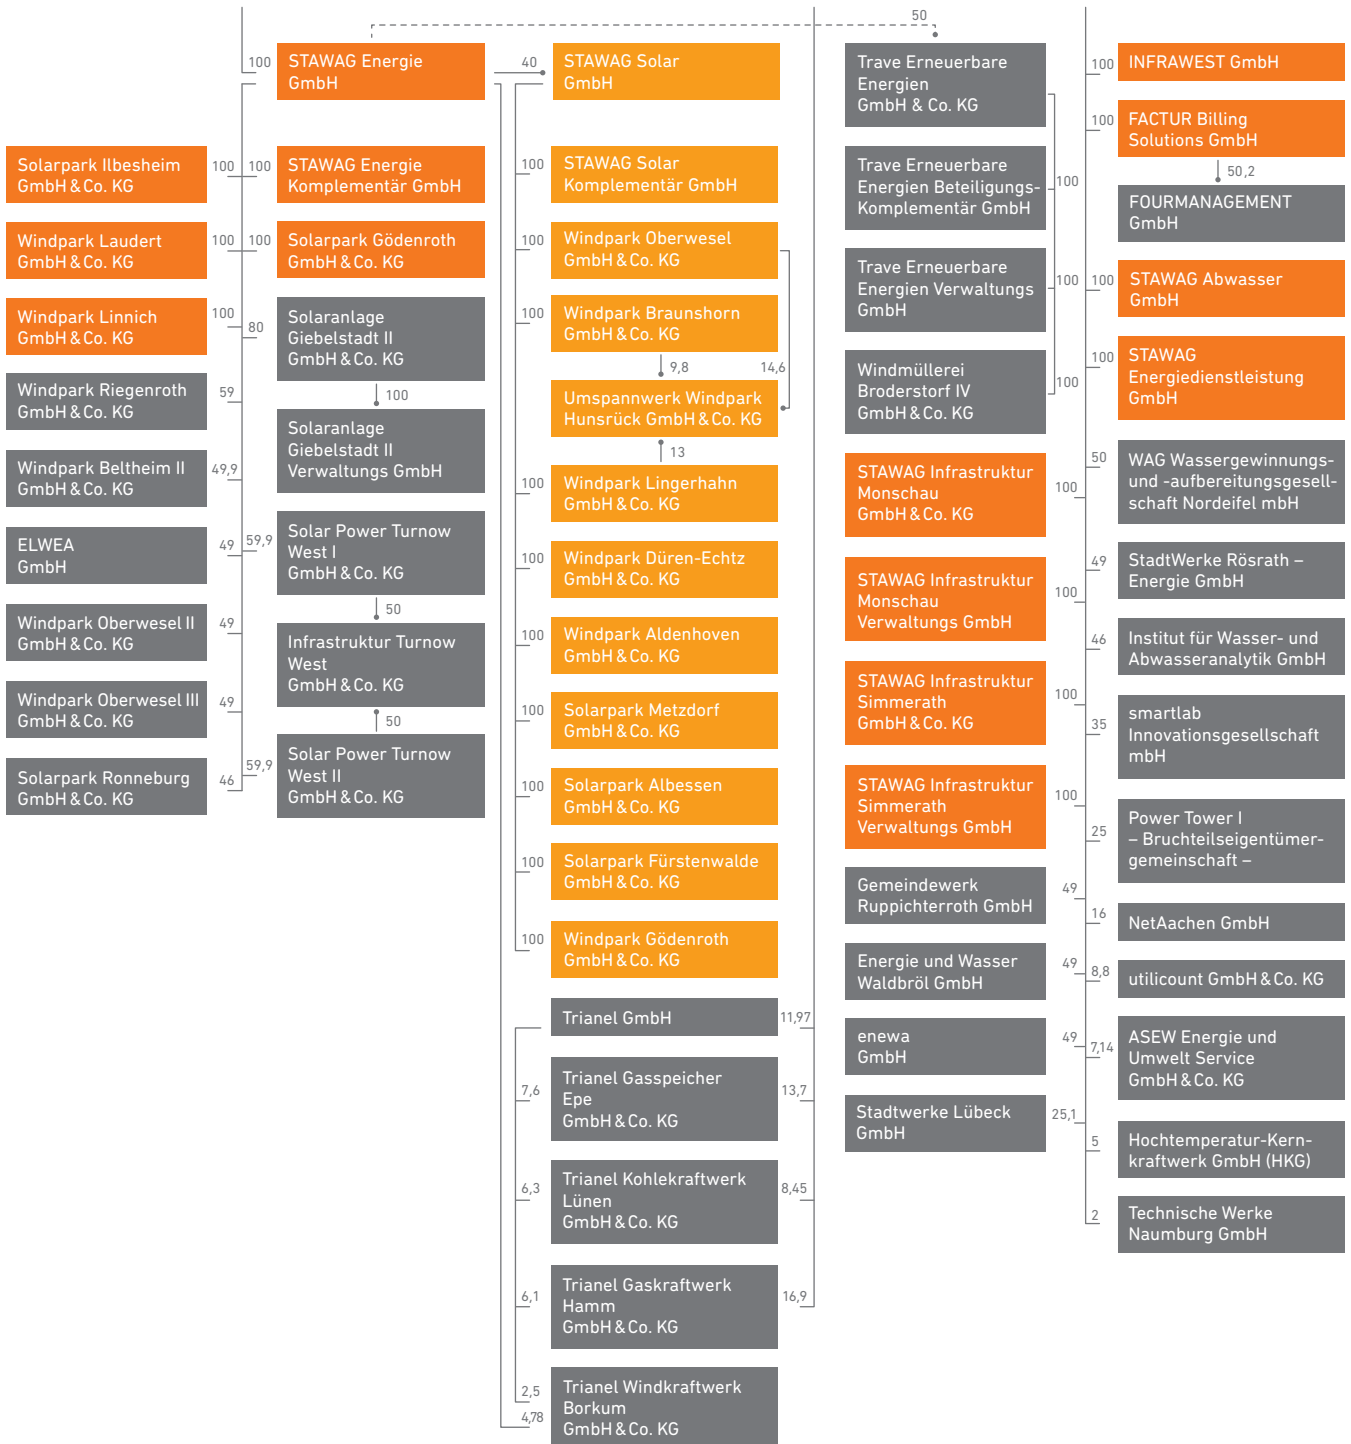 50
100
STAWAG Energie
GmbH
Solarpark Ilbesheim
GmbH & Co. KG
100
100
STAWAG Energie
Komplementär GmbH
Windpark Laudert
GmbH & Co. KG
100
100
Solarpark Gödenroth
GmbH & Co. KG
Windpark Linnich
GmbH & Co. KG
100
80
Solaranlage
Giebelstadt II
GmbH & Co. KG
100
Solaranlage
Giebelstadt II
Verwaltungs GmbH
Windpark Riegenroth
GmbH & Co. KG
59
Windpark Beltheim II
GmbH & Co. KG
49,9
ELWEA
GmbH
49
59,9
Solar Power Turnow
West I
GmbH & Co. KG
50
Windpark Oberwesel II
GmbH & Co. KG
49
Infrastruktur Turnow
West
GmbH & Co. KG
50
Windpark Oberwesel III
GmbH & Co. KG
49
59,9
Solar Power Turnow
West II
GmbH & Co. KG
Solarpark Ronneburg
GmbH & Co. KG
46
40
STAWAG Solar
GmbH
100
STAWAG Solar
Komplementär GmbH
100
Windpark Oberwesel
GmbH & Co. KG
100
Windpark Braunshorn
GmbH & Co. KG
9,8
14,6
Umspannwerk Windpark
Hunsrück GmbH & Co. KG
13
100
Windpark Lingerhahn
GmbH & Co. KG
100
Windpark Düren-Echtz
GmbH & Co. KG
100
Windpark Aldenhoven
GmbH & Co. KG
100
Solarpark Metzdorf
GmbH & Co. KG
100
Solarpark Albessen
GmbH & Co. KG
100
Solarpark Fürstenwalde
GmbH & Co. KG
100
Windpark Gödenroth
GmbH & Co. KG
Trianel GmbH
11,97
7,6
Trianel Gasspeicher
Epe
GmbH & Co. KG
13,7
6,3
Trianel Kohlekraftwerk
Lünen
GmbH & Co. KG
8,45
6,1
Trianel Gaskraftwerk
Hamm
GmbH & Co. KG
16,9
2,5
4,78
Trianel Windkraftwerk
Borkum
GmbH & Co. KG
Trave Erneuerbare
Energien
GmbH & Co. KG
Trave Erneuerbare
Energien Beteiligungs-
Komplementär GmbH
100
Trave Erneuerbare
Energien Verwaltungs
GmbH
100
Windmüllerei
Broderstorf IV
GmbH & Co. KG
100
STAWAG Infrastruktur
Monschau
GmbH & Co. KG
100
STAWAG Infrastruktur
Monschau
Verwaltungs GmbH
100
STAWAG Infrastruktur
Simmerath
GmbH & Co. KG
100
STAWAG Infrastruktur
Simmerath
Verwaltungs GmbH
100
Gemeindewerk
Ruppichterroth GmbH
49
Energie und Wasser
Waldbröl GmbH
49
enewa
GmbH
49
Stadtwerke Lübeck
GmbH
25,1
100
INFRAWEST GmbH
100
FACTUR Billing
Solutions GmbH
50,2
FOURMANAGEMENT
GmbH
100
STAWAG Abwasser
GmbH
100
STAWAG
Energiedienstleistung
GmbH
50
WAG Wassergewinnungs-
und -aufbereitungsgesell-
schaft Nordeifel mbH
49
StadtWerke Rösrath –
Energie GmbH
46
Institut für Wasser- und
Abwasseranalytik GmbH
35
smartlab
Innovationsgesellschaft
mbH
25
Power Tower I
– Bruchteilseigentümer-
gemeinschaft –
16
NetAachen GmbH
8,8
utilicount GmbH & Co. KG
7,14
ASEW Energie und
Umwelt Service
GmbH & Co. KG
5
Hochtemperatur-Kern-
kraftwerk GmbH (HKG)
2
Technische Werke
Naumburg GmbH